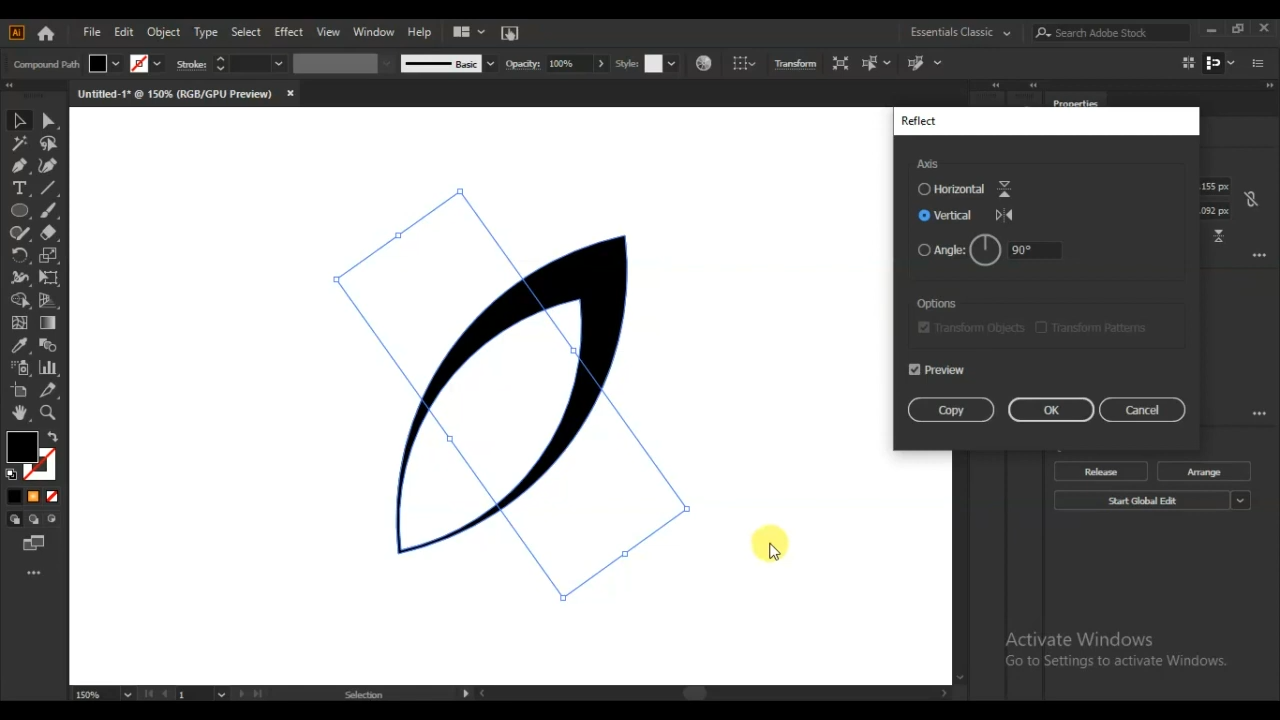 Ai File Edit Object Type Select Effect View Window Help Essentials Classic Search Adobe Stock
Compound Path Stroke: Basic Opacity: 100% Style: Transform
Untitled-1* @ 150% (RGB/GPU Preview) Properties
Reflect
Axis
Horizontal
.155 px
Vertical
.092 px
Angle: 90°
Options
Transform Objects Transform Patterns
Preview
Copy OK Cancel
Release Arrange
Start Global Edit
Activate Windows
Go to Settings to activate Windows.
150% 1 Selection